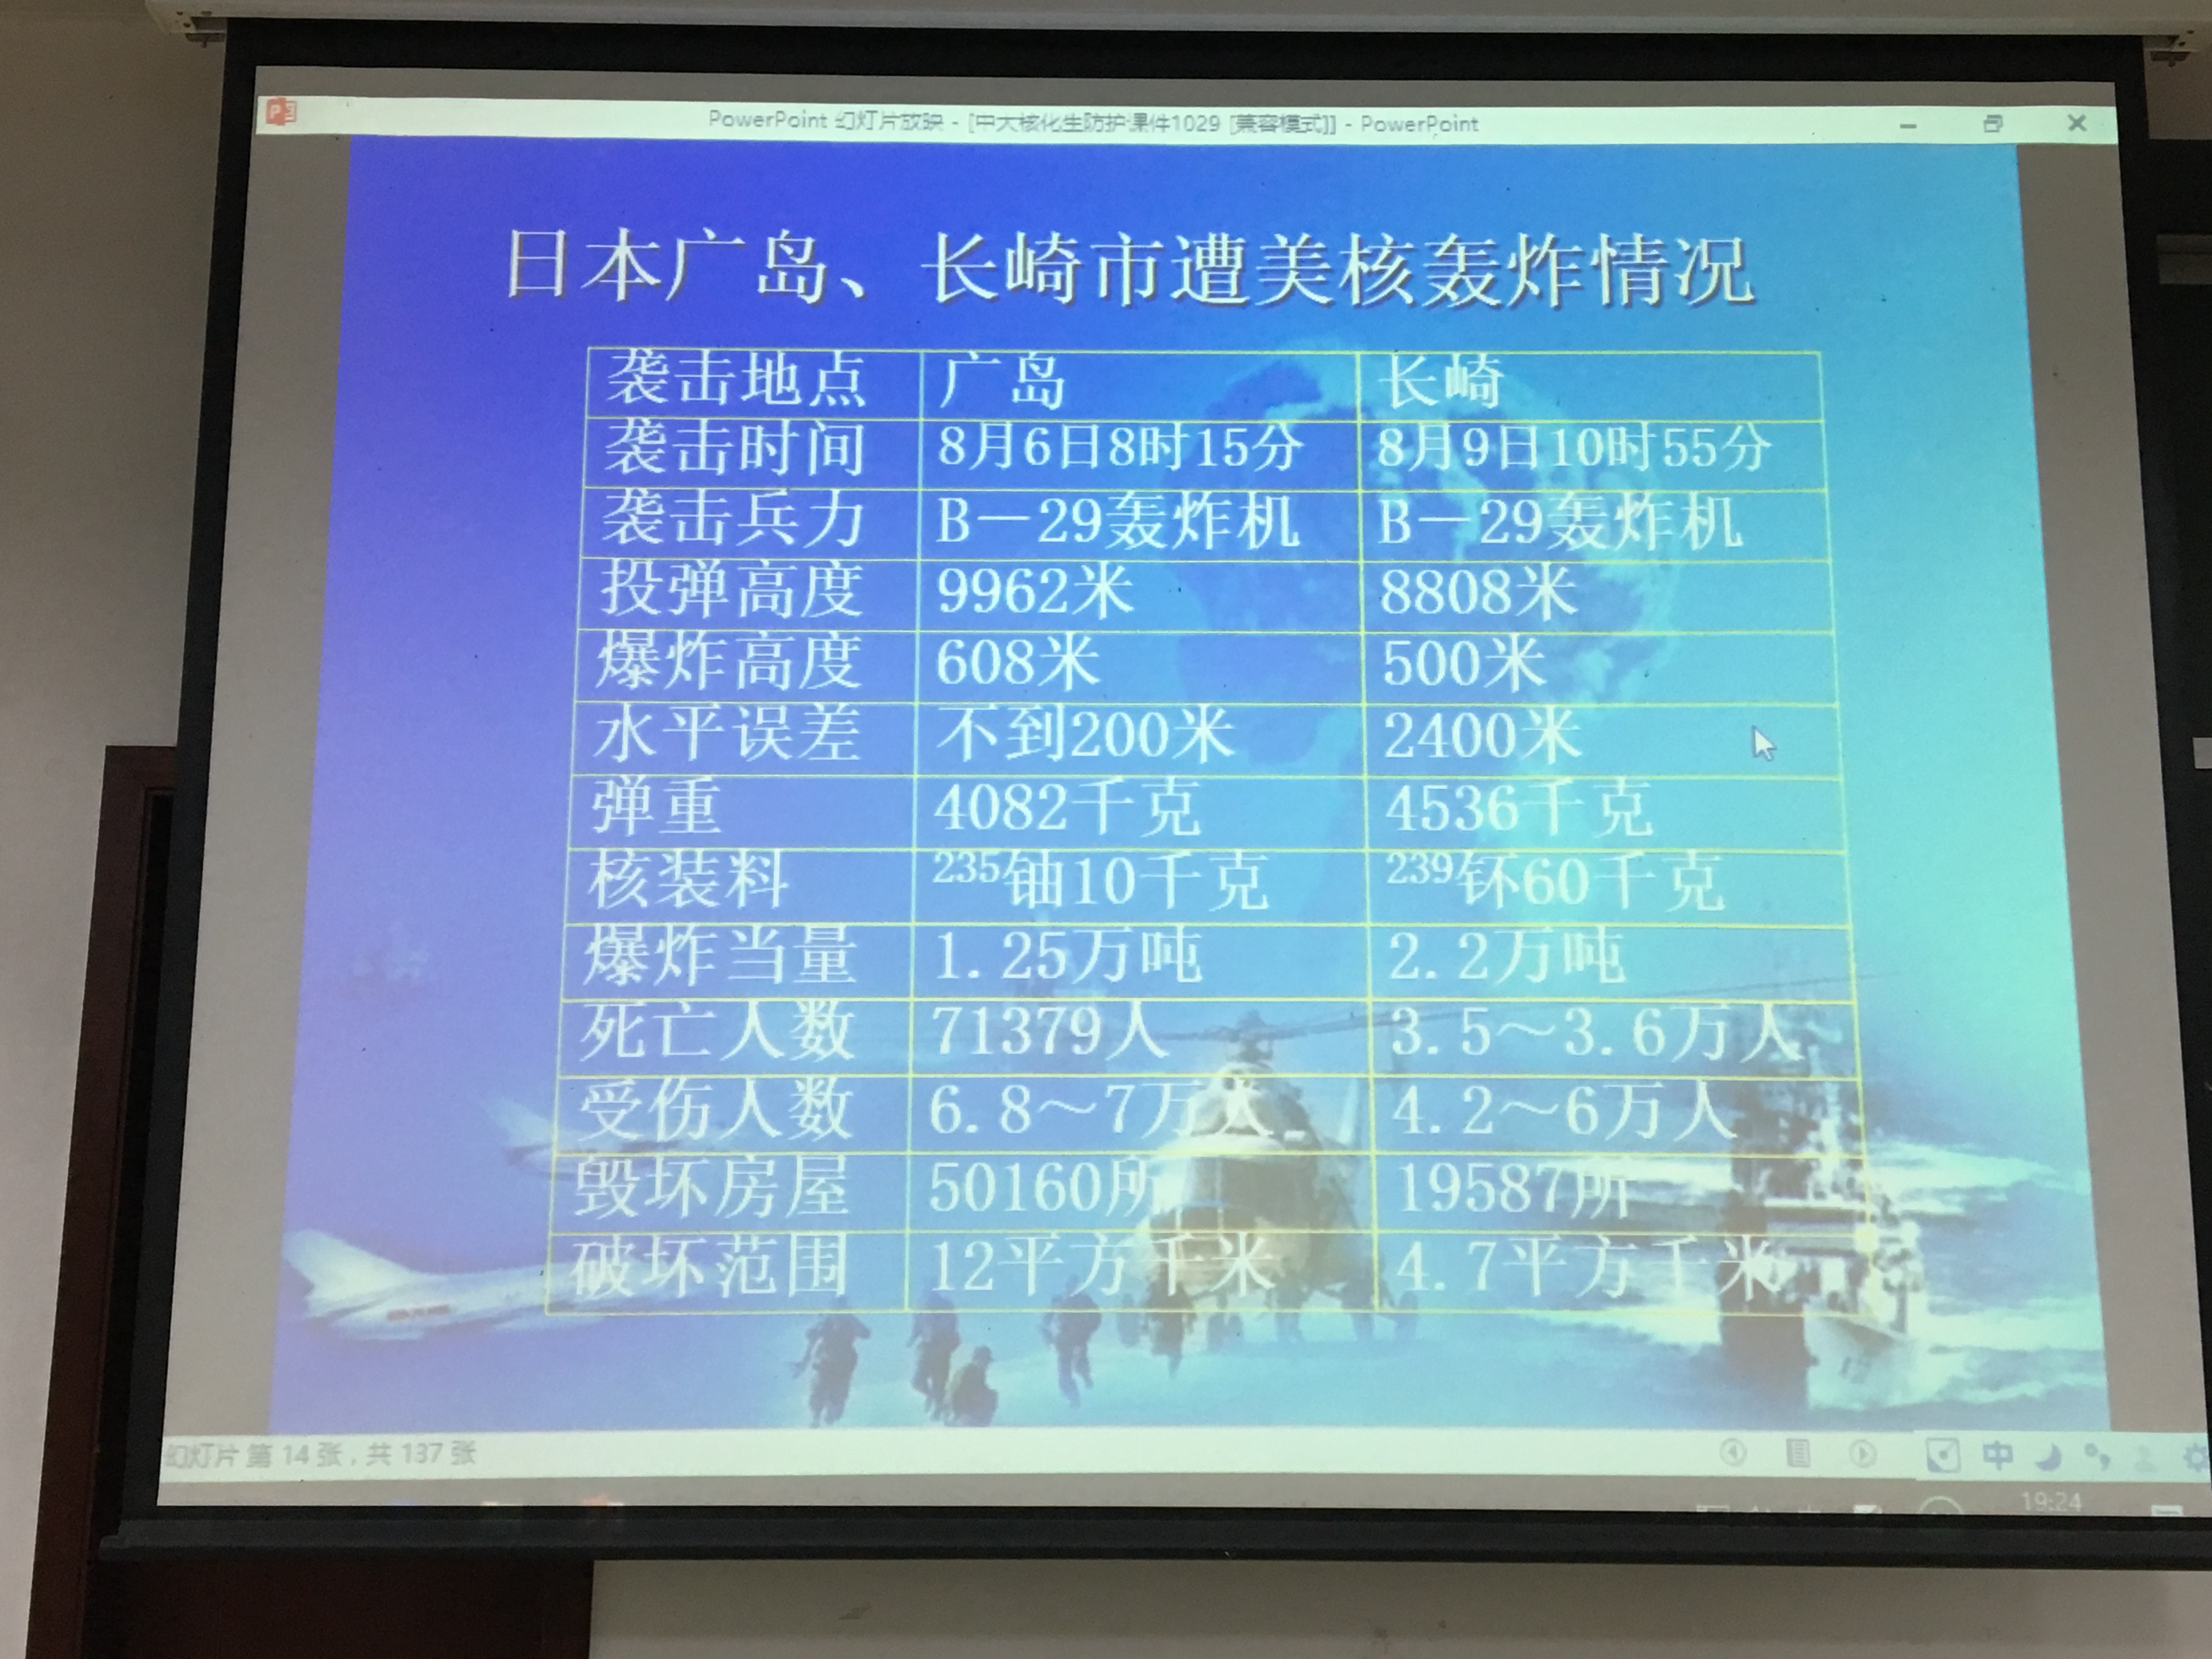 PowerPoint 幻灯片放映 - [中大核化生防护课件1029 [兼容模式]] - PowerPoint
日本广岛、长崎市遭美核轰炸情况
袭击地点 广岛 长崎
袭击时间 8月6日8时15分 8月9日10时55分
袭击兵力 B－29轰炸机 B－29轰炸机
投弹高度 9962米 8808米
爆炸高度 608米 500米
水平误差 不到200米 2400米
弹重 4082千克 4536千克
核装料 235铀10千克 239钚60千克
爆炸当量 1.25万吨 2.2万吨
死亡人数 71379人 3.5～3.6万人
受伤人数 6.8～7万人 4.2～6万人
毁坏房屋 50160所 19587所
破坏范围 12平方千米 4.7平方千米
幻灯片 第 14 张，共 137 张
中
19:24